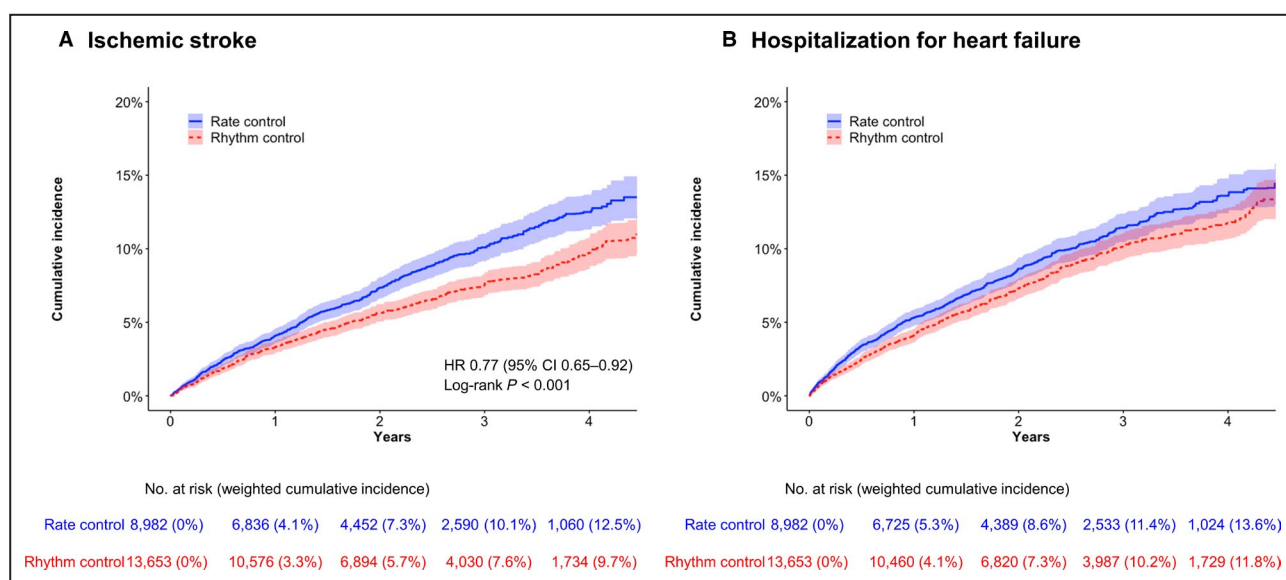 A Ischemic stroke
20%
15%
10%
5%
0%
Cumulative incidence
Rate control
Rhythm control
HR 0.77 (95% CI 0.65–0.92)
Log-rank P < 0.001
0 1 2 3 4
Years
No. at risk (weighted cumulative incidence)
Rate control 8,982 (0%) 6,836 (4.1%) 4,452 (7.3%) 2,590 (10.1%) 1,060 (12.5%)
Rhythm control 13,653 (0%) 10,576 (3.3%) 6,894 (5.7%) 4,030 (7.6%) 1,734 (9.7%)
B Hospitalization for heart failure
20%
15%
10%
5%
0%
Cumulative incidence
Rate control
Rhythm control
0 1 2 3 4
Years
No. at risk (weighted cumulative incidence)
Rate control 8,982 (0%) 6,725 (5.3%) 4,389 (8.6%) 2,533 (11.4%) 1,024 (13.6%)
Rhythm control 13,653 (0%) 10,460 (4.1%) 6,820 (7.3%) 3,987 (10.2%) 1,729 (11.8%)